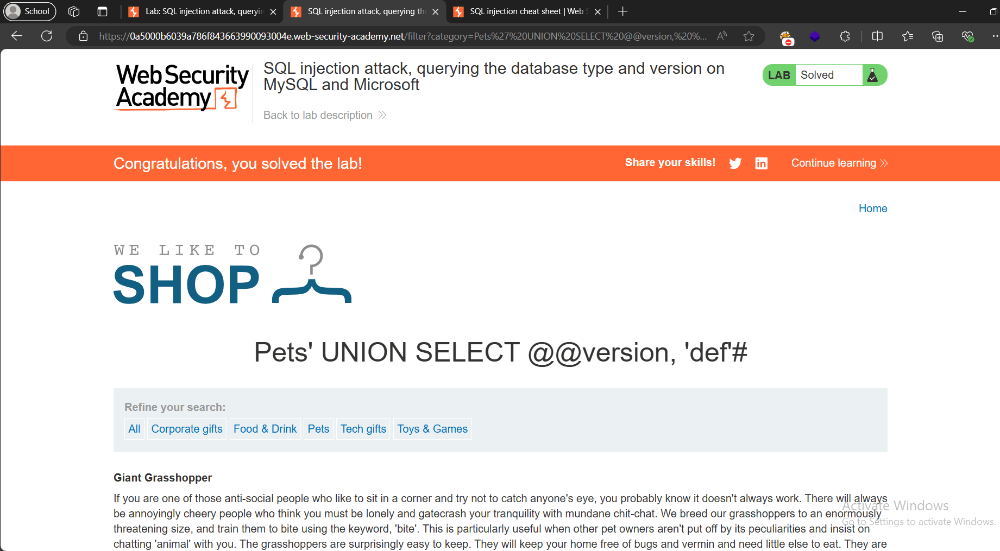 School
Lab: SQL injection attack, queryin
SQL injection attack, querying the
SQL injection cheat sheet | Web S
https://0a5000b6039a786f843663990093004e.web-security-academy.net/filter?category=Pets%27%20UNION%20SELECT%20@@version,%20%...
WebSecurity
Academy
SQL injection attack, querying the database type and version on
MySQL and Microsoft
LAB Solved
Back to lab description
Congratulations, you solved the lab!
Share your skills!
Continue learning
Home
WE LIKE TO
SHOP
Pets' UNION SELECT @@version, 'def'#
Refine your search:
All Corporate gifts Food & Drink Pets Tech gifts Toys & Games
Giant Grasshopper
If you are one of those anti-social people who like to sit in a corner and try not to catch anyone's eye, you probably know it doesn't always work. There will always
be annoyingly cheery people who think you must be lonely and gatecrash your tranquility with mundane chit-chat. We breed our grasshoppers to an enormously
threatening size, and train them to bite using the keyword, 'bite'. This is particularly useful when other pet owners aren't put off by its peculiarities and insist on
chatting 'animal' with you. The grasshoppers are surprisingly easy to keep. They will keep your home free of bugs and vermin and need little else to eat. They are
Activate Windows
Go to Settings to activate Windows.